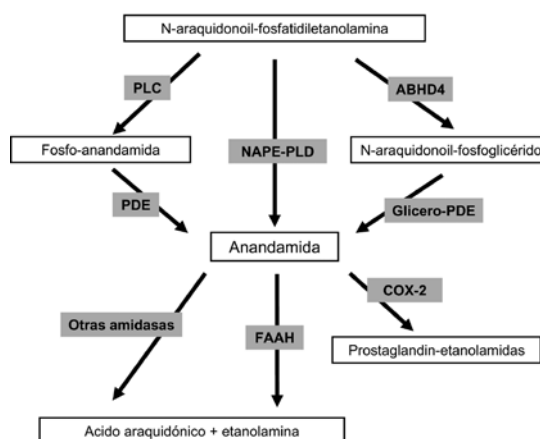 N-araquidonoil-fosfatidiletanolamina
PLC
ABHD4
Fosfo-anandamida
NAPE-PLD
N-araquidonoil-fosfoglicérido
PDE
Glicero-PDE
Anandamida
COX-2
Otras amidasas
FAAH
Prostaglandin-etanolamidas
Acido araquidónico + etanolamina